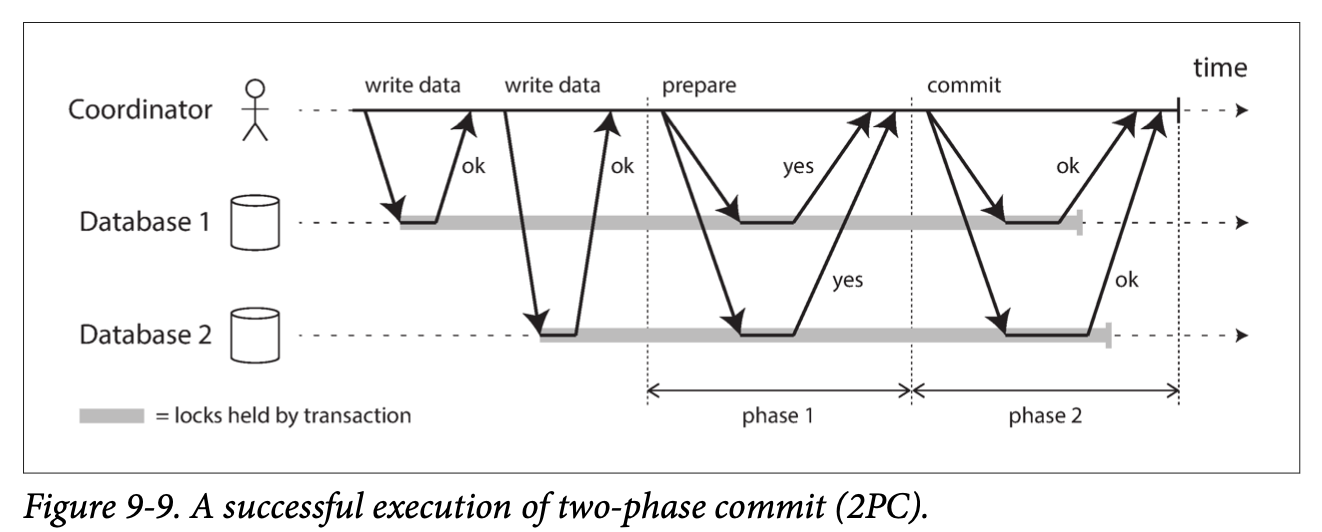 time
write data write data prepare commit
Coordinator
ok ok yes ok
Database 1
yes ok
Database 2
= locks held by transaction
phase 1 phase 2
Figure 9-9. A successful execution of two-phase commit (2PC).